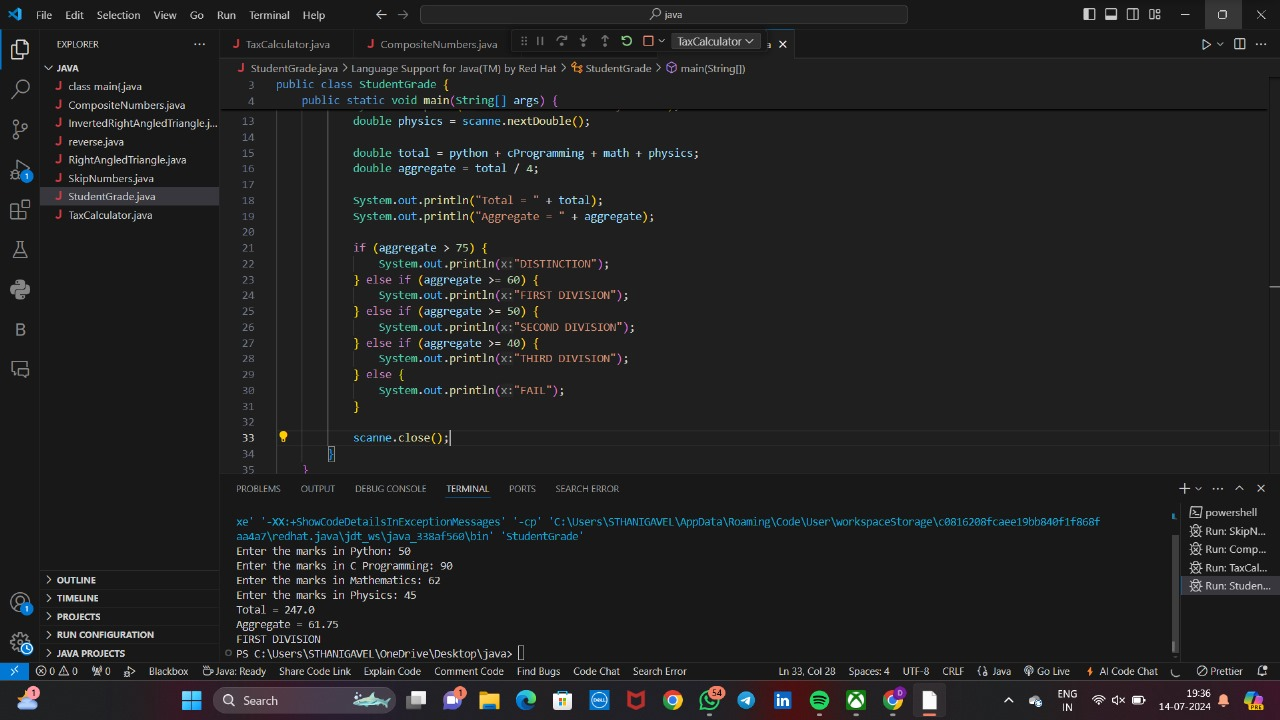 File Edit Selection View Go Run Terminal Help
java
EXPLORER
TaxCalculator.java
CompositeNumbers.java
TaxCalculator
JAVA
StudentGrade.java > Language Support for Java(TM) by Red Hat > StudentGrade > main(String[])
class main(.java
CompositeNumbers.java
InvertedRightAngledTriangle.j...
reverse.java
RightAngledTriangle.java
SkipNumbers.java
StudentGrade.java
TaxCalculator.java
3 public class StudentGrade {
4 public static void main(String[] args) {
13 double physics = scanne.nextDouble();
14
15 double total = python + cProgramming + math + physics;
16 double aggregate = total / 4;
17
18 System.out.println("Total = " + total);
19 System.out.println("Aggregate = " + aggregate);
20
21 if (aggregate > 75) {
22 System.out.println(x:"DISTINCTION");
23 } else if (aggregate >= 60) {
24 System.out.println(x:"FIRST DIVISION");
25 } else if (aggregate >= 50) {
26 System.out.println(x:"SECOND DIVISION");
27 } else if (aggregate >= 40) {
28 System.out.println(x:"THIRD DIVISION");
29 } else {
30 System.out.println(x:"FAIL");
31 }
32
33 scanne.close();
34 }
35 }
PROBLEMS OUTPUT DEBUG CONSOLE TERMINAL PORTS SEARCH ERROR
xe' '-XX:+ShowCodeDetailsInExceptionMessages' '-cp' 'C:\Users\STHANIGAVEL\AppData\Roaming\Code\User\workspaceStorage\c0816208fcaee19bb840f1f868f
aa4a7\redhat.java\jdt_ws\java_338af560\bin' 'StudentGrade'
Enter the marks in Python: 50
Enter the marks in C Programming: 90
Enter the marks in Mathematics: 62
Enter the marks in Physics: 45
Total = 247.0
Aggregate = 61.75
FIRST DIVISION
PS C:\Users\STHANIGAVEL\OneDrive\Desktop\java>
powershell
Run: SkipN...
Run: Comp...
Run: TaxCal...
Run: Studen...
OUTLINE
TIMELINE
PROJECTS
RUN CONFIGURATION
JAVA PROJECTS
0 0 0 Blackbox Java: Ready Share Code Link Explain Code Comment Code Find Bugs Code Chat Search Error Ln 33, Col 28 Spaces: 4 UTF-8 CRLF {} Java Go Live AI Code Chat Prettier
1 Search 1 54 ENG
IN
19:36
14-07-2024